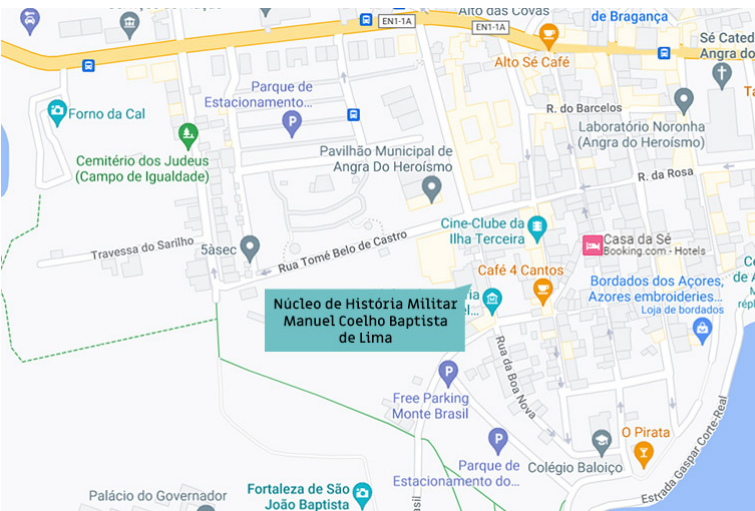 Alto das Covas
EN1-1A
EN1-1A
de Bragança
Sé Cated
Angra do
Alto Sé Café
Parque de
Estacionamento...
Forno da Cal
R. do Barcelos
Laboratório Noronha
(Angra do Heroísmo)
Pavilhão Municipal de
Angra Do Heroísmo
Cemitério dos Judeus
(Campo de Igualdade)
R. da Rosa
Cine-Clube da
Ilha Terceira
Casa da Sé
Booking.com - Hotels
Travessa do Sarilho
5àsec
Rua Tomé Belo de Castro
Café 4 Cantos
Bordados dos Açores,
Azores embroideries...
Loja de bordados
Núcleo de História Militar
Manuel Coelho Baptista
de Lima
Rua da Boa Nova
Free Parking
Monte Brasil
O Pirata
Colégio Baloiço
Parque de
Estacionamento do...
Estrada Gaspar Corte-Real
Palácio do Governador
Fortaleza de São
João Baptista